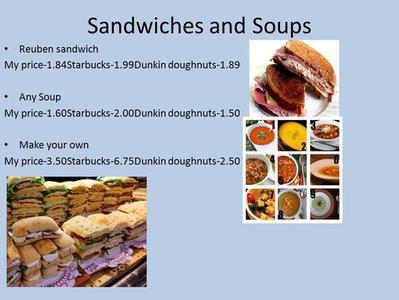 Sandwiches and Soups
• Reuben sandwich
My price-1.84Starbucks-1.99Dunkin doughnuts-1.89
• Any Soup
My price-1.60Starbucks-2.00Dunkin doughnuts-1.50
• Make your own
My price-3.50Starbucks-6.75Dunkin doughnuts-2.50